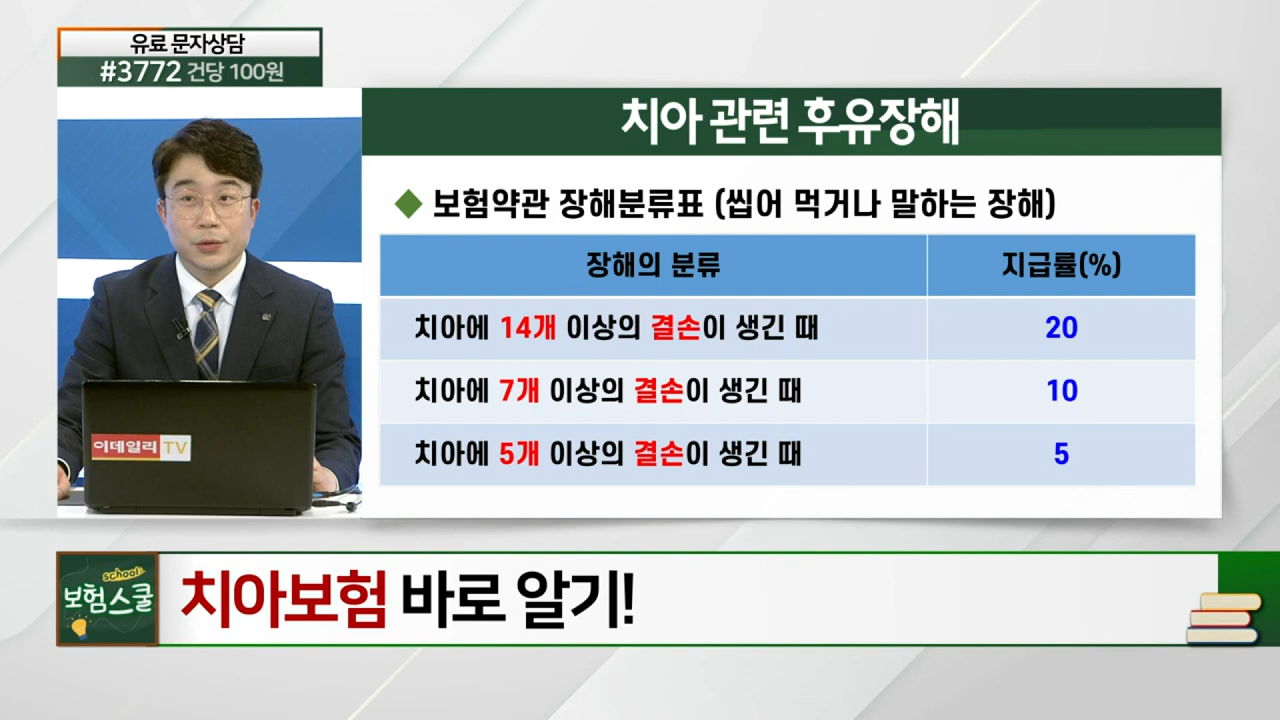 유료 문자상담
#3772 건당 100원
치아 관련 후유장해
보험약관 장해분류표 (씹어 먹거나 말하는 장해)
장해의 분류 지급률(%)
치아에 14개 이상의 결손이 생긴 때 20
치아에 7개 이상의 결손이 생긴 때 10
치아에 5개 이상의 결손이 생긴 때 5
이데일리 TV
school
보험스쿨
치아보험 바로 알기!